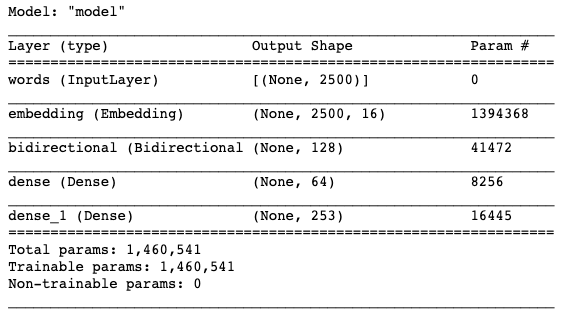 Model: "model"
Layer (type) Output Shape Param #
words (InputLayer) [(None, 2500)] 0
embedding (Embedding) (None, 2500, 16) 1394368
bidirectional (Bidirectional (None, 128) 41472
dense (Dense) (None, 64) 8256
dense_1 (Dense) (None, 253) 16445
Total params: 1,460,541
Trainable params: 1,460,541
Non-trainable params: 0